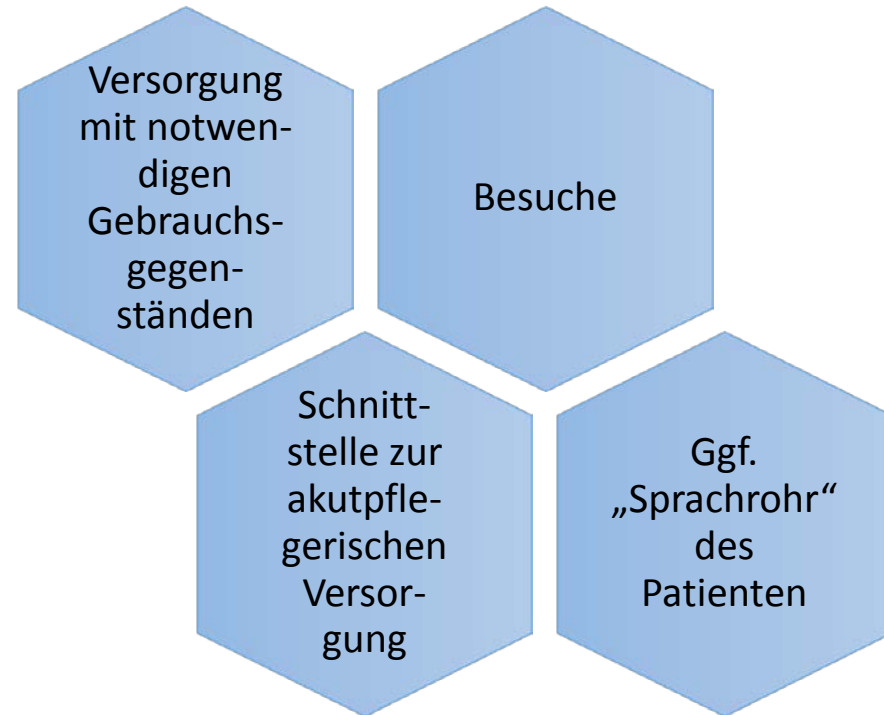 Versorgung
mit notwen-
digen
Gebrauchs-
gegen-
ständen
Besuche
Schnitt-
stelle zur
akutpfle-
gerischen
Versor-
gung
Ggf.
„Sprachrohr“
des
Patienten